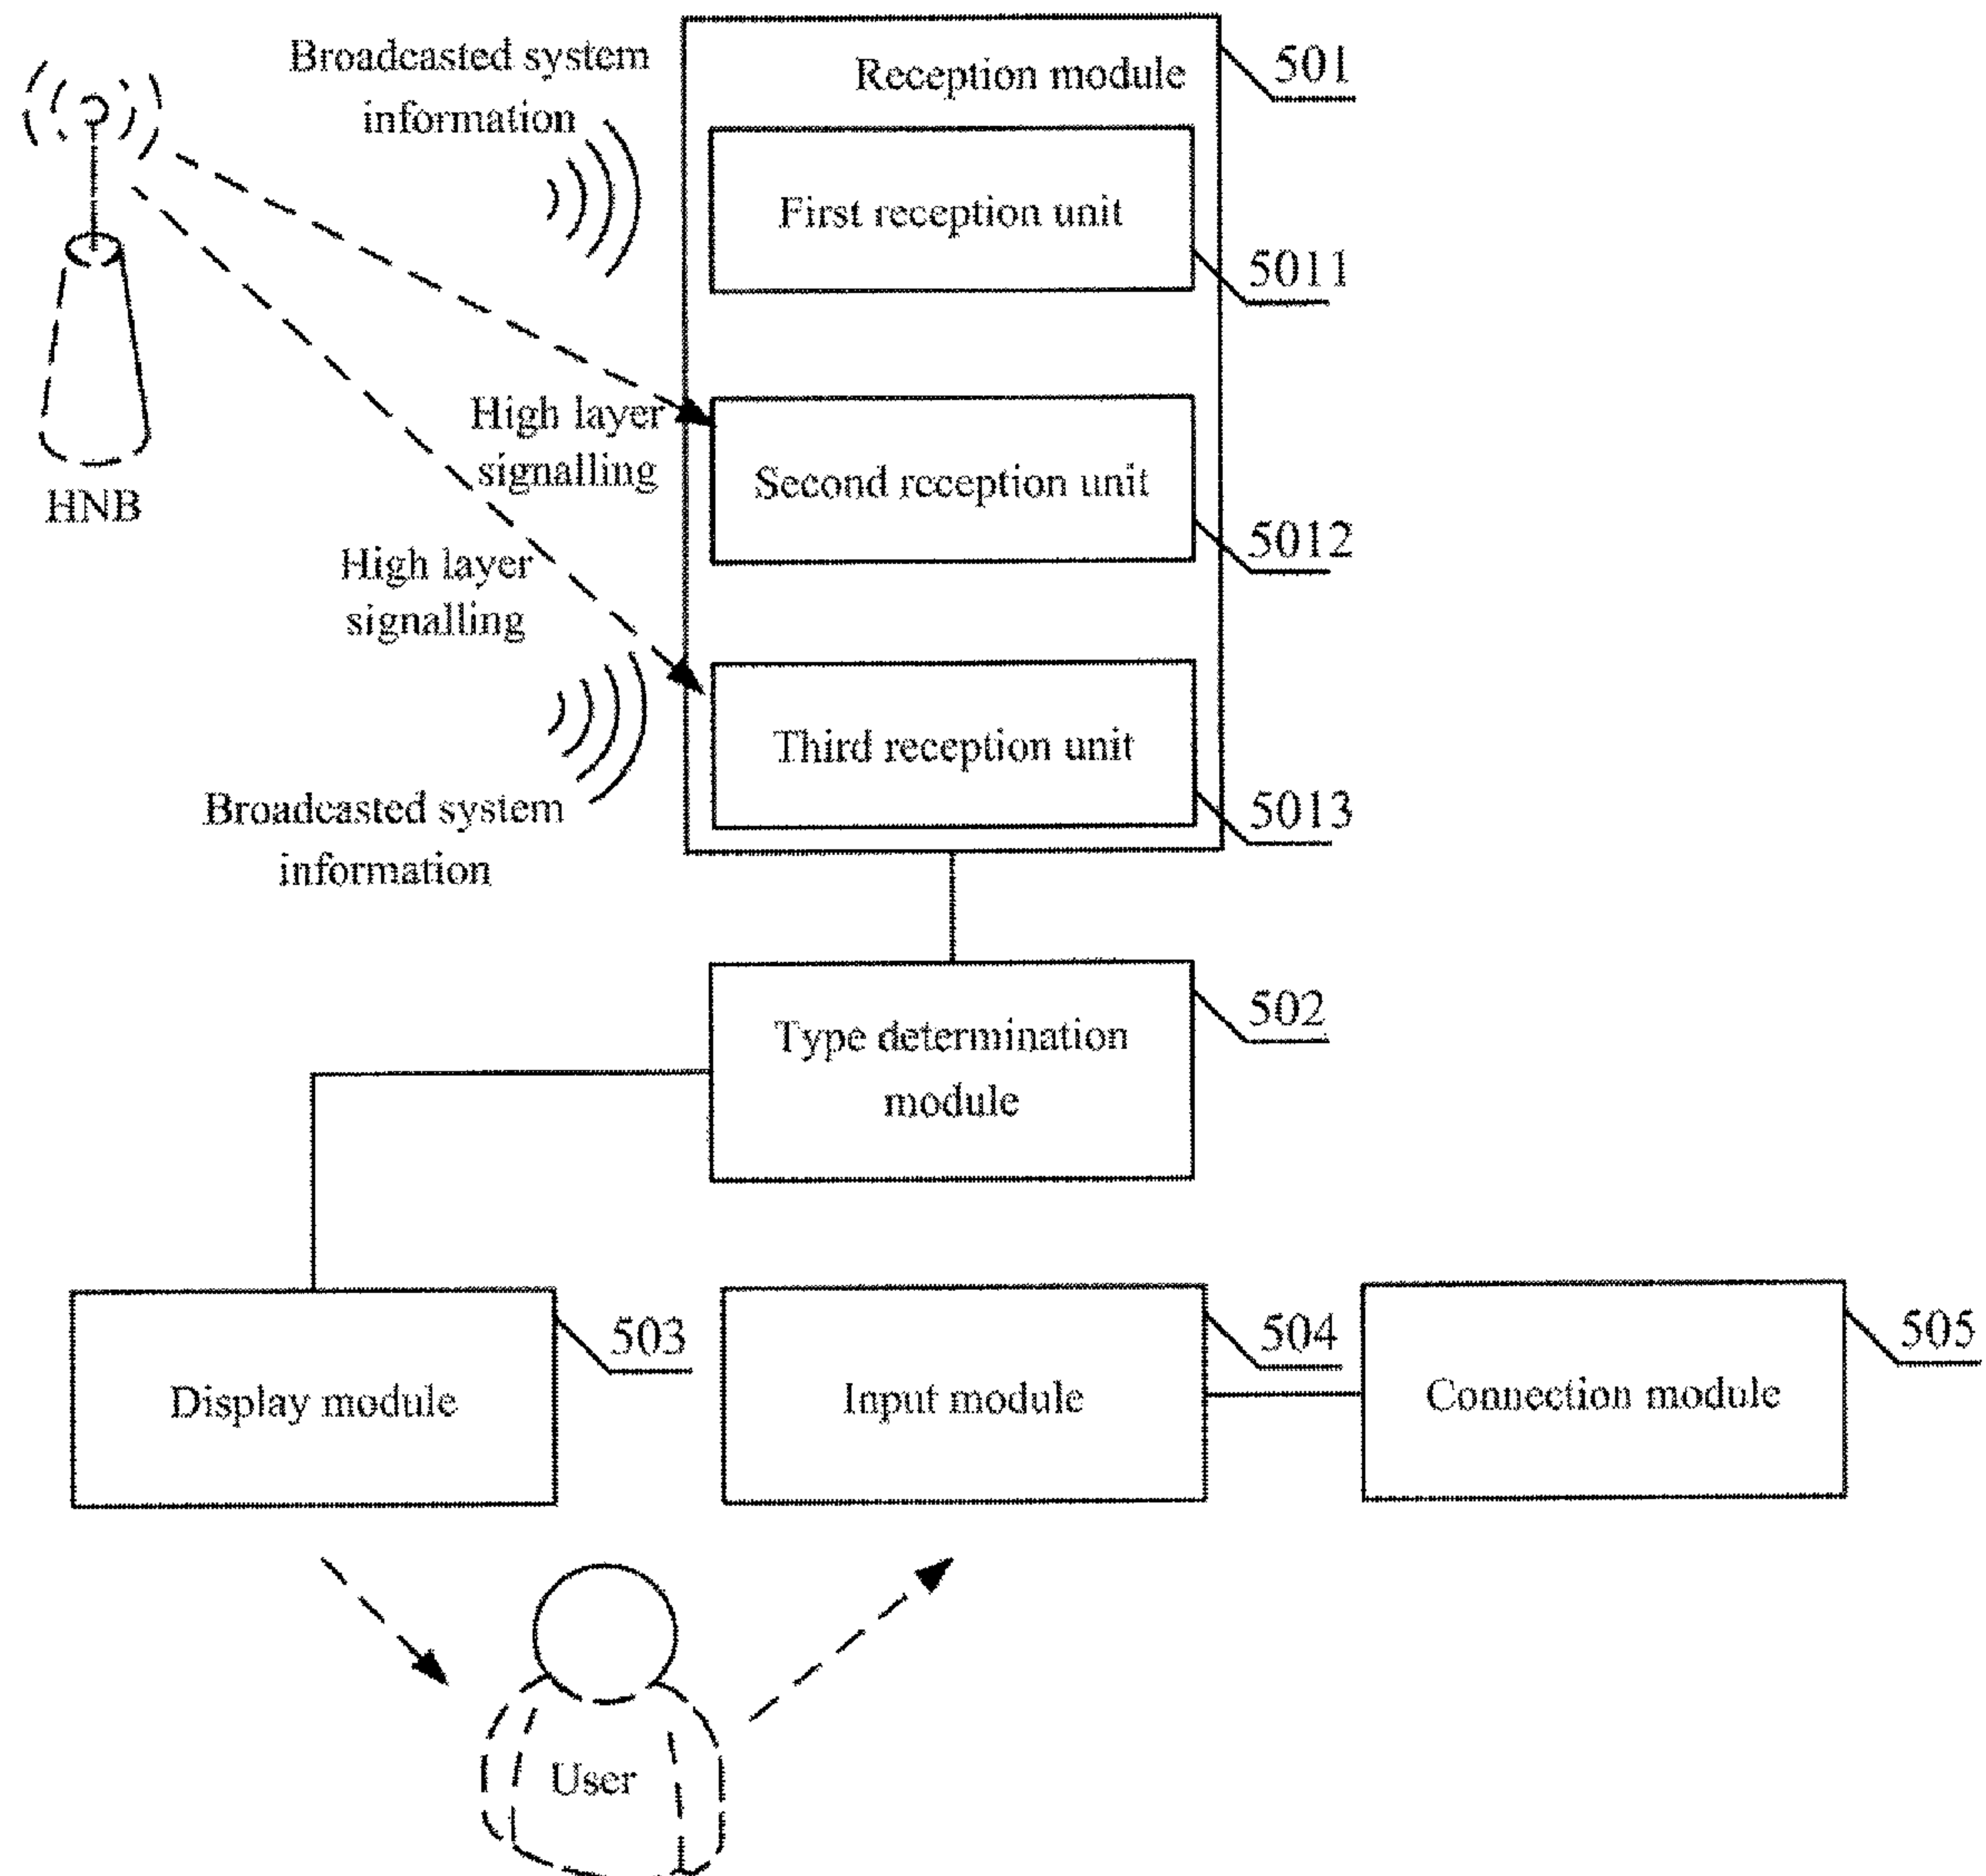 Broadcasted system
information
Reception module
501
First reception unit
5011
High layer
signalling
Second reception unit
5012
HNB
High layer
signalling
Third reception unit
5013
Broadcasted system
information
Type determination
module
502
Display module
503
Input module
504
Connection module
505
User